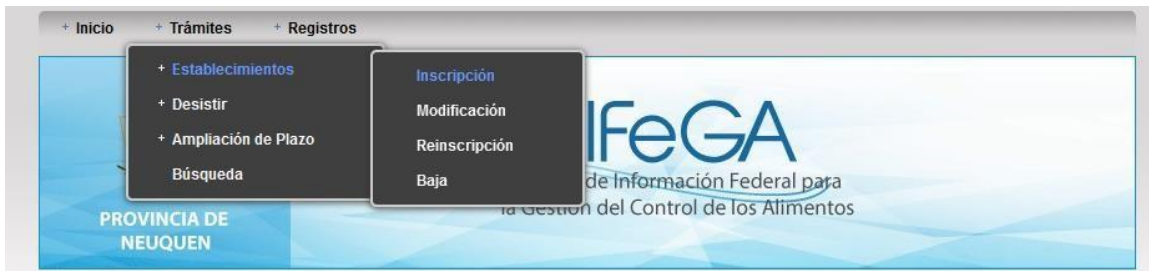 + Inicio + Trámites + Registros
+ Establecimientos
+ Desistir
+ Ampliación de Plazo
Búsqueda
Inscripción
Modificación
Reinscripción
Baja
IFeGA
de Información Federal para
la Gestión del Control de los Alimentos
PROVINCIA DE
NEUQUEN